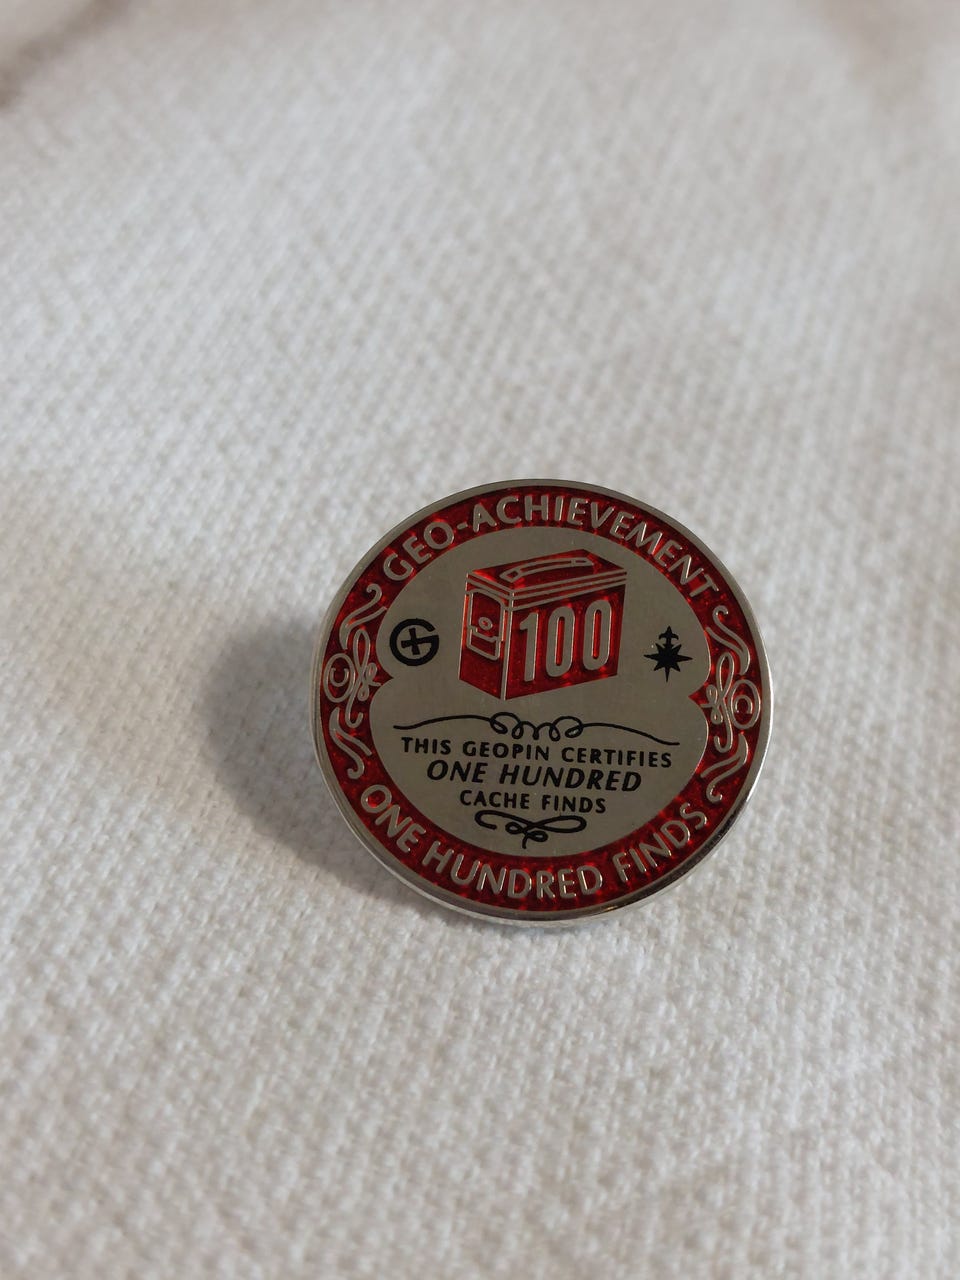 GEO-ACHIEVEMENT
100
THIS GEOPIN CERTIFIES
ONE HUNDRED
CACHE FINDS
ONE HUNDRED FINDS